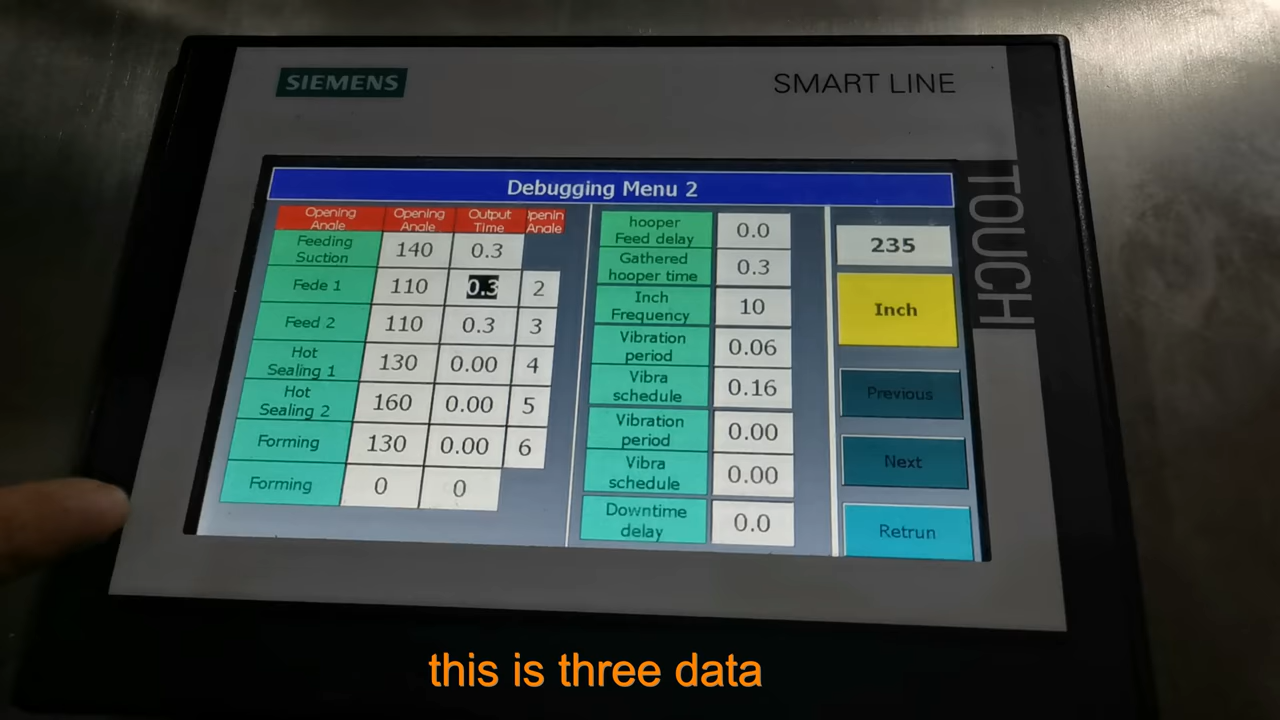 SIEMENS
SMART LINE
TOUCH
Debugging Menu 2
Opening Angle
Opening Angle
Output Time
Openin Angle
Feeding Suction
140
0.3
Fede 1
110
0.3
2
Feed 2
110
0.3
3
Hot Sealing 1
130
0.00
4
Hot Sealing 2
160
0.00
5
Forming
130
0.00
6
Forming
0
0
hooper Feed delay
0.0
Gathered hooper time
0.3
Inch Frequency
10
Vibration period
0.06
Vibra schedule
0.16
Vibration period
0.00
Vibra schedule
0.00
Downtime delay
0.0
235
Inch
Previous
Next
Retrun
this is three data